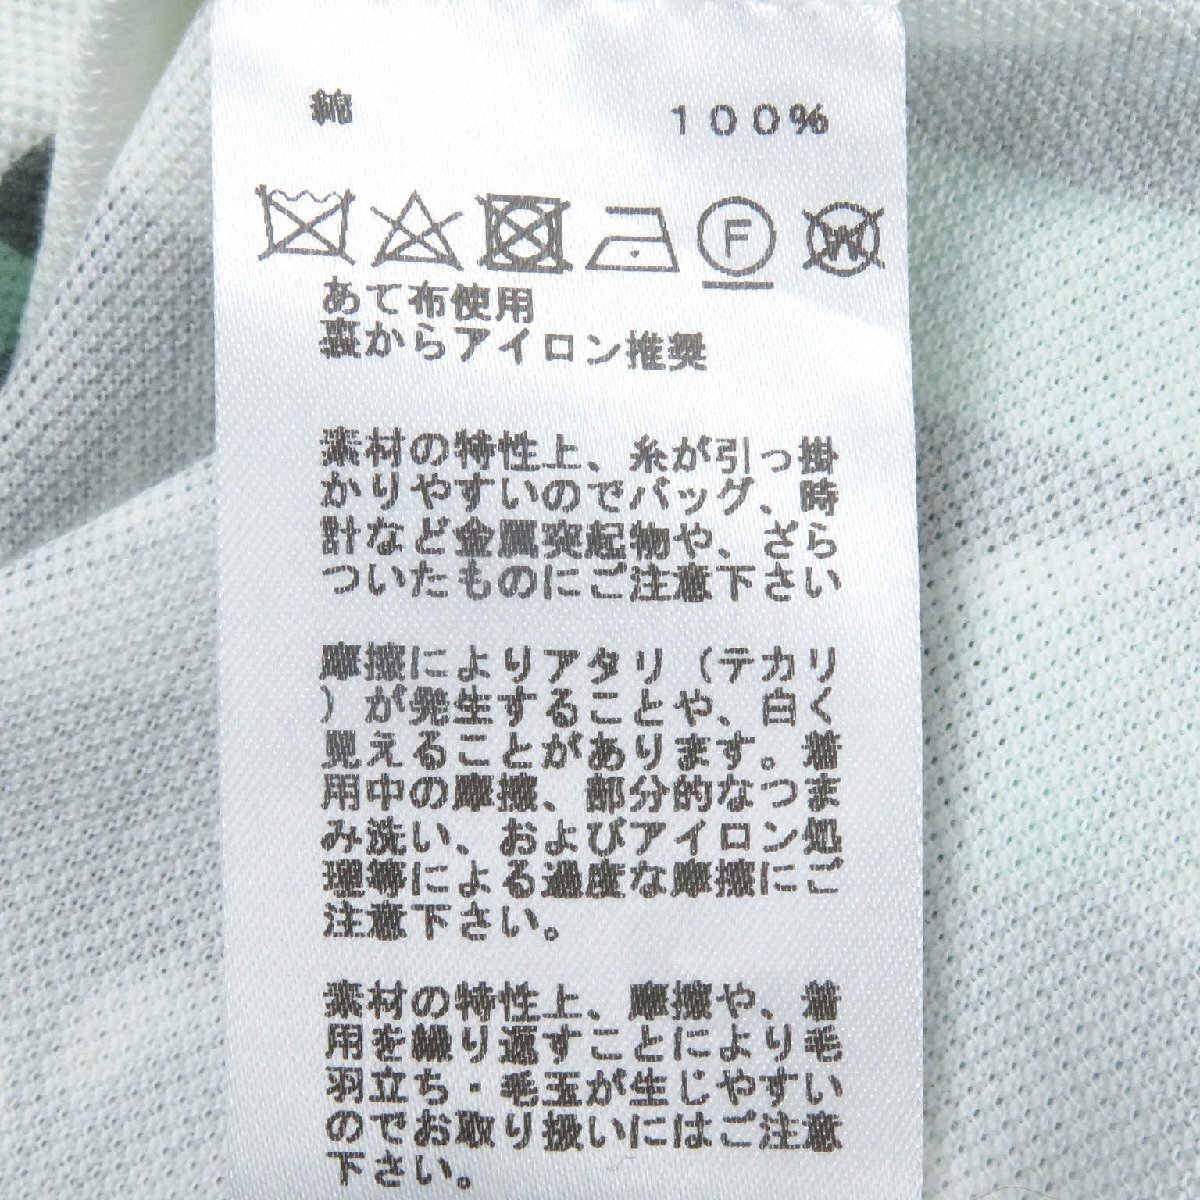 綿 100%
F W
あて布使用
裏からアイロン推奨
素材の特性上、糸が引っ掛
かりやすいのでバッグ、時
計など金属突起物や、ざら
ついたものにご注意下さい
摩擦によりアタリ（テカリ
）が発生することや、白く
見えることがあります。着
用中の摩擦、部分的なつま
み洗い、およびアイロン処
理等による過度な摩擦にご
注意下さい。
素材の特性上、摩擦や、着
用を繰り返すことにより毛
羽立ち・毛玉が生じやすい
のでお取り扱いにはご注意
下さい。